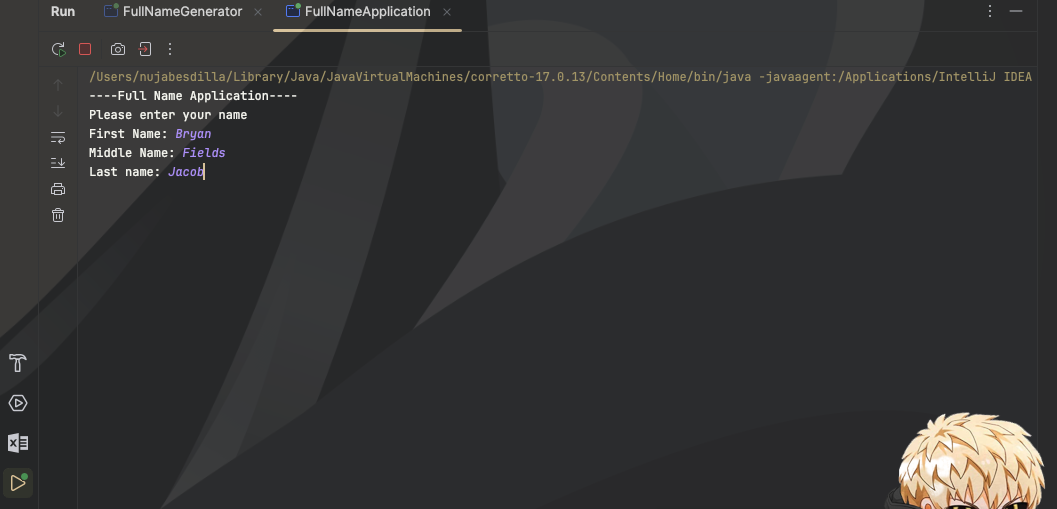 Run FullNameGenerator FullNameApplication
/Users/nujabesdilla/Library/Java/JavaVirtualMachines/corretto-17.0.13/Contents/Home/bin/java -javaagent:/Applications/IntelliJ IDEA
----Full Name Application----
Please enter your name
First Name: Bryan
Middle Name: Fields
Last name: Jacob